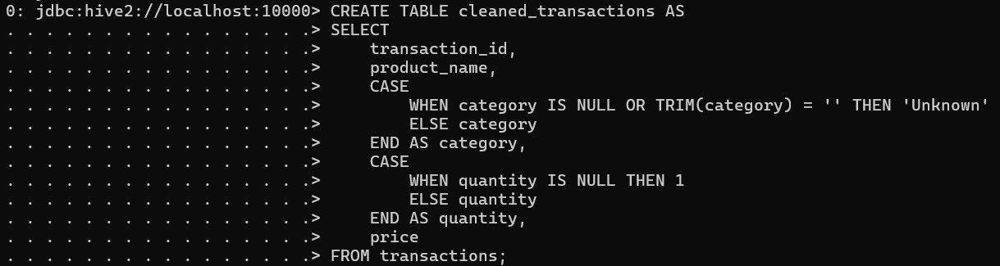 0: jdbc:hive2://localhost:10000> CREATE TABLE cleaned_transactions AS
. . . . . . . . . . . . . . . .> SELECT
. . . . . . . . . . . . . . . .>     transaction_id,
. . . . . . . . . . . . . . . .>     product_name,
. . . . . . . . . . . . . . . .>     CASE
. . . . . . . . . . . . . . . .>         WHEN category IS NULL OR TRIM(category) = '' THEN 'Unknown'
. . . . . . . . . . . . . . . .>         ELSE category
. . . . . . . . . . . . . . . .>     END AS category,
. . . . . . . . . . . . . . . .>     CASE
. . . . . . . . . . . . . . . .>         WHEN quantity IS NULL THEN 1
. . . . . . . . . . . . . . . .>         ELSE quantity
. . . . . . . . . . . . . . . .>     END AS quantity,
. . . . . . . . . . . . . . . .>     price
. . . . . . . . . . . . . . . .> FROM transactions;